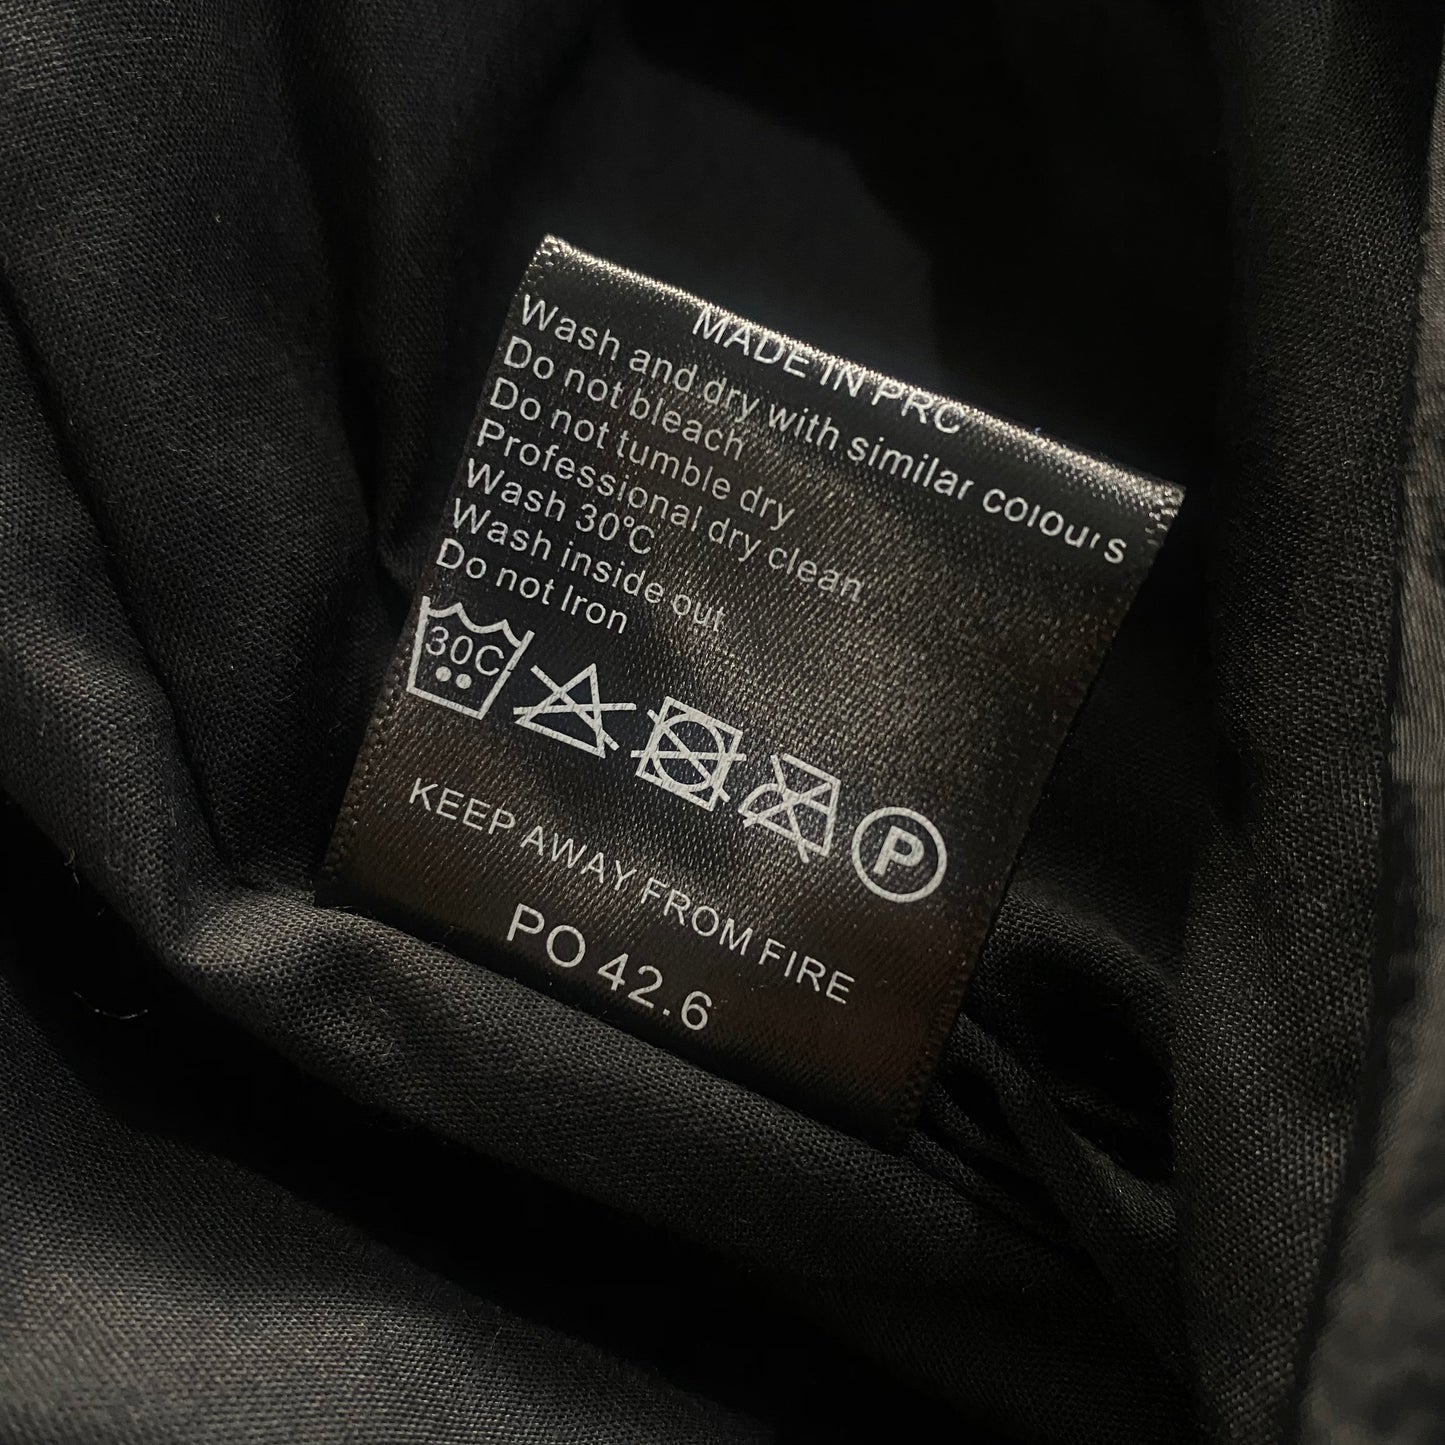 MADE IN PRC
Wash and dry with similar colours
Do not bleach
Do not tumble dry
Professional dry clean
Wash 30°C
Wash inside out
Do not Iron
30C
P
KEEP AWAY FROM FIRE
PO 42.6